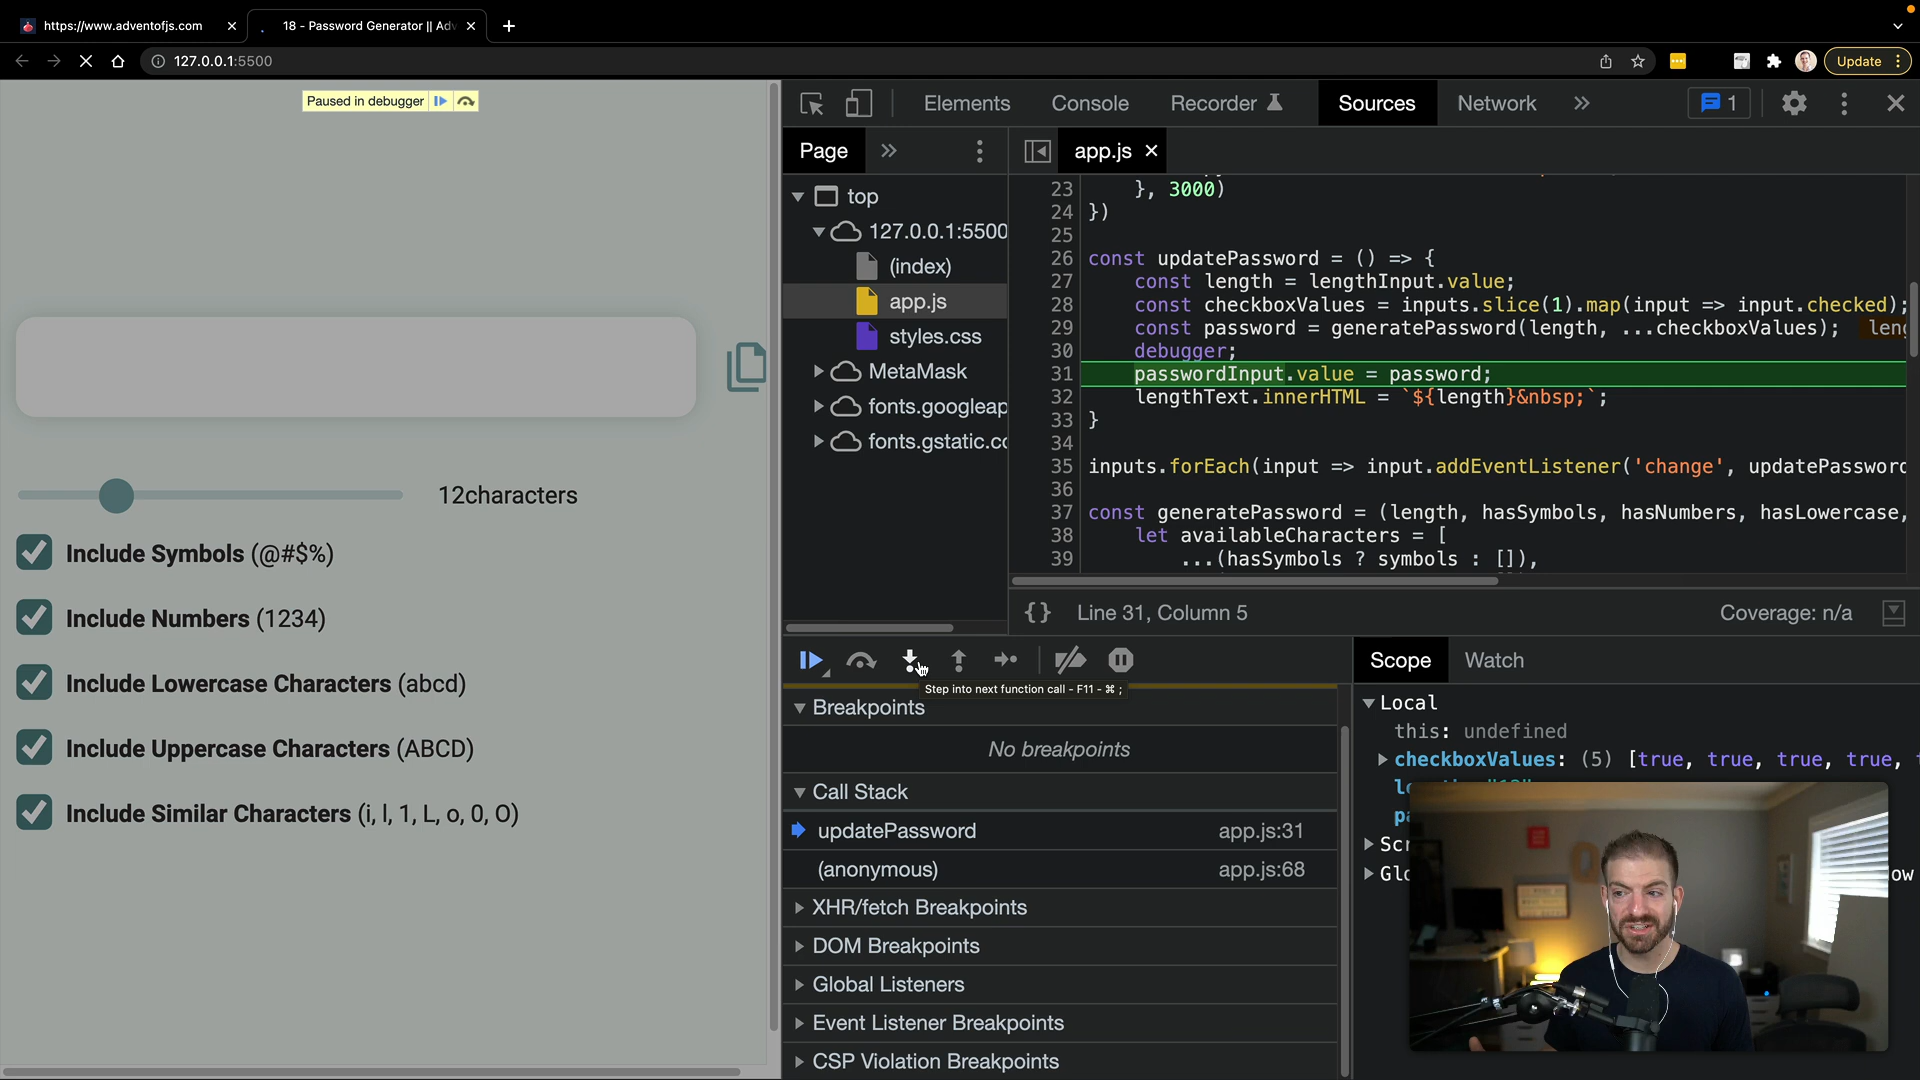 https://www.adventofjs.com
18 - Password Generator || Adv
127.0.0.1:5500
Update
Paused in debugger
12characters
Include Symbols (@#$%)
Include Numbers (1234)
Include Lowercase Characters (abcd)
Include Uppercase Characters (ABCD)
Include Similar Characters (i, l, 1, L, o, 0, O)
Elements
Console
Recorder
Sources
Network
1
Page
app.js
top
127.0.0.1:5500
(index)
app.js
styles.css
MetaMask
fonts.googleap
fonts.gstatic.co
23 }, 3000)
24 })
25
26 const updatePassword = () => {
27 const length = lengthInput.value;
28 const checkboxValues = inputs.slice(1).map(input => input.checked);
29 const password = generatePassword(length, ...checkboxValues); leng
30 debugger;
31 passwordInput.value = password;
32 lengthText.innerHTML = `${length}&nbsp;`;
33 }
34
35 inputs.forEach(input => input.addEventListener('change', updatePassword
36
37 const generatePassword = (length, hasSymbols, hasNumbers, hasLowercase,
38 let availableCharacters = [
39 ...(hasSymbols ? symbols : []),
{} Line 31, Column 5
Coverage: n/a
Step into next function call - F11 - ⌘ ;
Breakpoints
No breakpoints
Call Stack
updatePassword app.js:31
(anonymous) app.js:68
XHR/fetch Breakpoints
DOM Breakpoints
Global Listeners
Event Listener Breakpoints
CSP Violation Breakpoints
Scope
Watch
Local
this: undefined
checkboxValues: (5) [true, true, true, true, t
Scr
Glo
ow